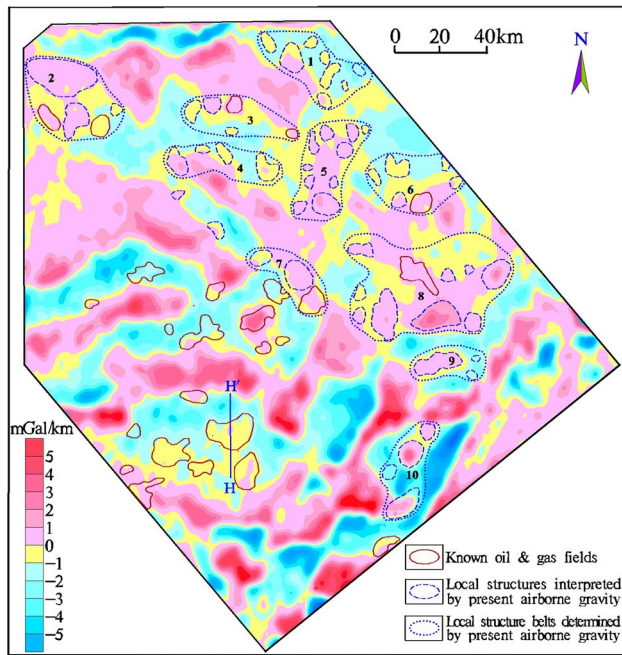 0 20 40km
N
1
2
3
4
5
6
7
8
9
10
H'
H
mGal/km
5
4
3
2
1
0
-1
-2
-3
-4
-5
Known oil & gas fields
Local structures interpreted
by present airborne gravity
Local structure belts determined
by present airborne gravity